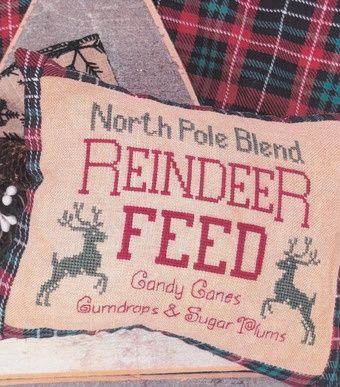 North Pole Blend
REINDEER
FEED
Candy Canes
Gumdrops & Sugar Plums